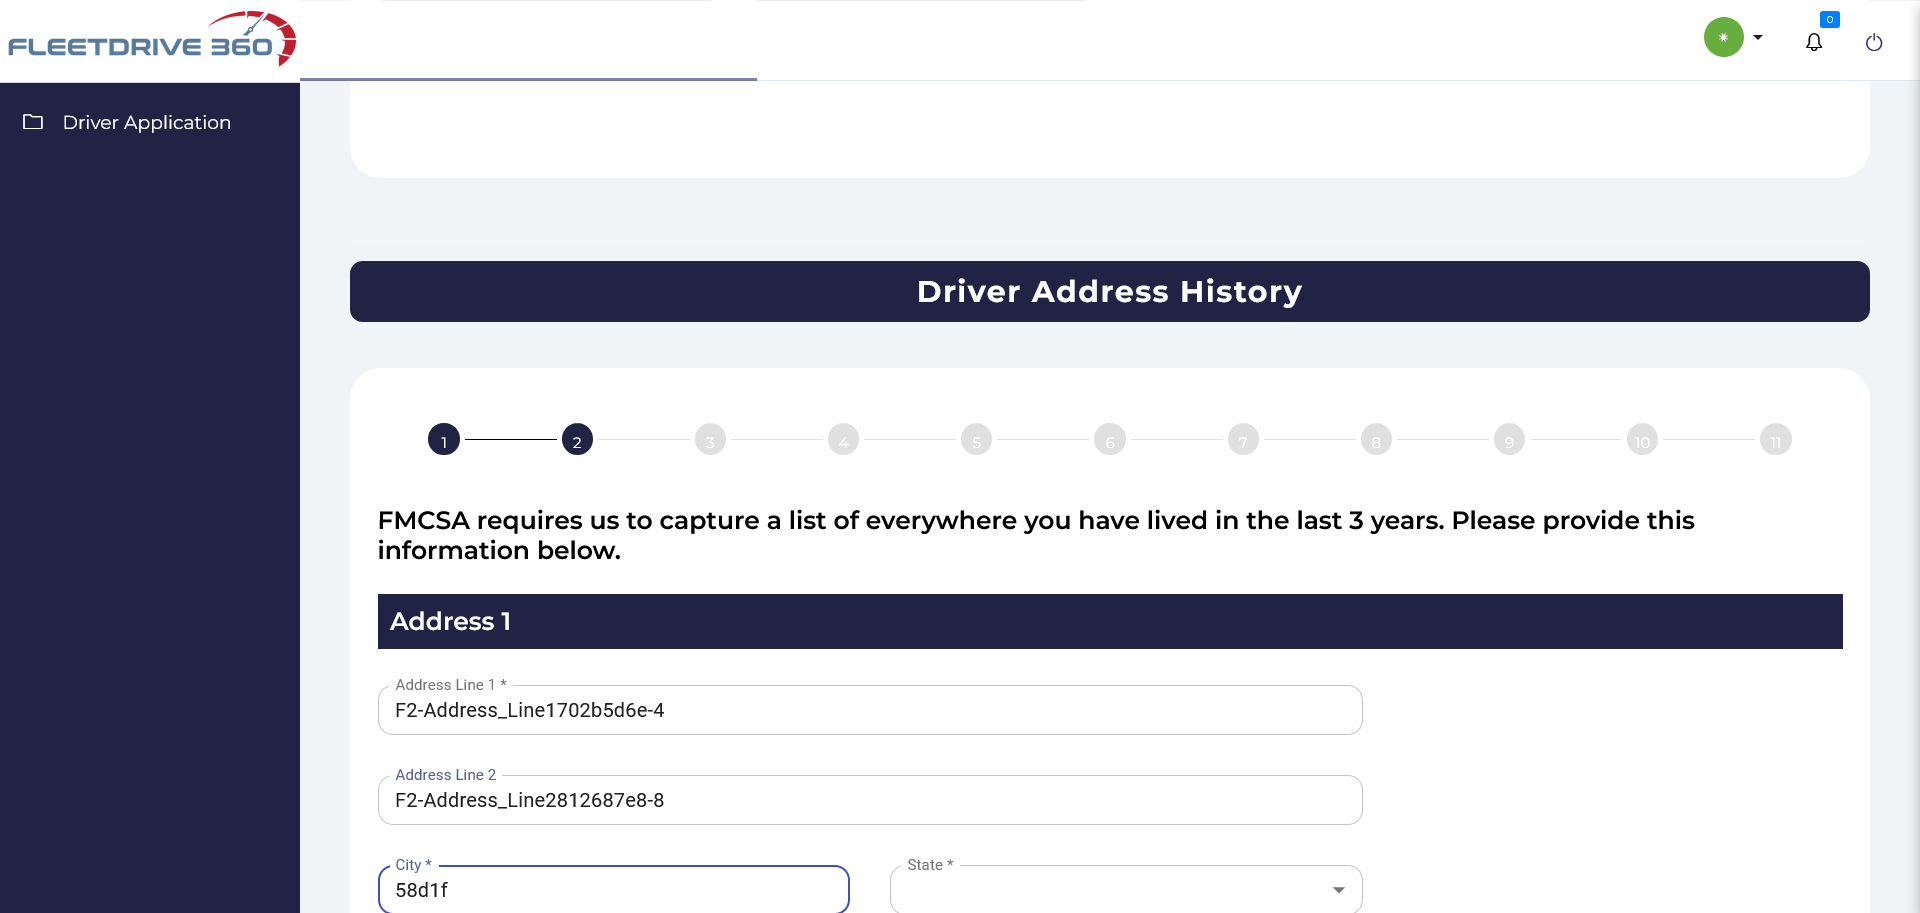 FLEETDRIVE 360
0
Driver Application
Driver Address History
1 2 3 4 5 6 7 8 9 10 11
FMCSA requires us to capture a list of everywhere you have lived in the last 3 years. Please provide this
information below.
Address 1
Address Line 1 *
F2-Address_Line1702b5d6e-4
Address Line 2
F2-Address_Line2812687e8-8
City * State *
58d1f